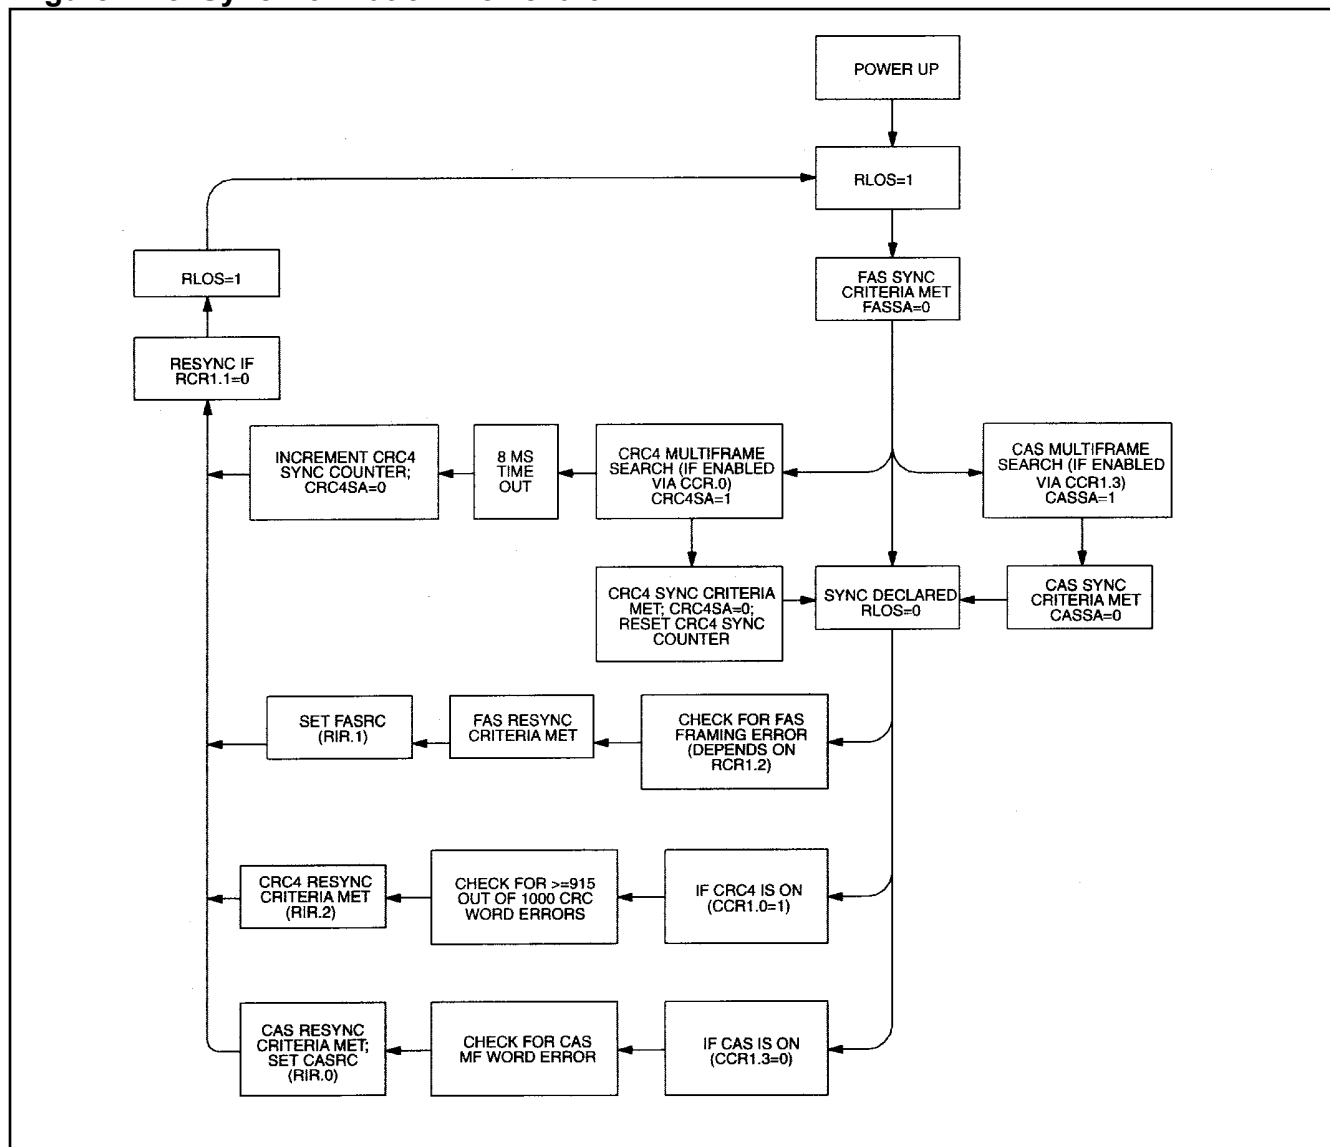 POWER UP
RLOS=1
RLOS=1
FAS SYNC
CRITERIA MET
FASSA=0
RESYNC IF
RCR1.1=0
INCREMENT CRC4
SYNC COUNTER;
CRC4SA=0
8 MS
TIME
OUT
CRC4 MULTIFRAME
SEARCH (IF ENABLED
VIA CCR.0)
CRC4SA=1
CAS MULTIFRAME
SEARCH (IF ENABLED
VIA CCR1.3)
CASSA=1
CRC4 SYNC CRITERIA
MET; CRC4SA=0;
RESET CRC4 SYNC
COUNTER
SYNC DECLARED
RLOS=0
CAS SYNC
CRITERIA MET
CASSA=0
SET FASRC
(RIR.1)
FAS RESYNC
CRITERIA MET
CHECK FOR FAS
FRAMING ERROR
(DEPENDS ON
RCR1.2)
CRC4 RESYNC
CRITERIA MET
(RIR.2)
CHECK FOR >=915
OUT OF 1000 CRC
WORD ERRORS
IF CRC4 IS ON
(CCR1.0=1)
CAS RESYNC
CRITERIA MET;
SET CASRC
(RIR.0)
CHECK FOR CAS
MF WORD ERROR
IF CAS IS ON
(CCR1.3=0)